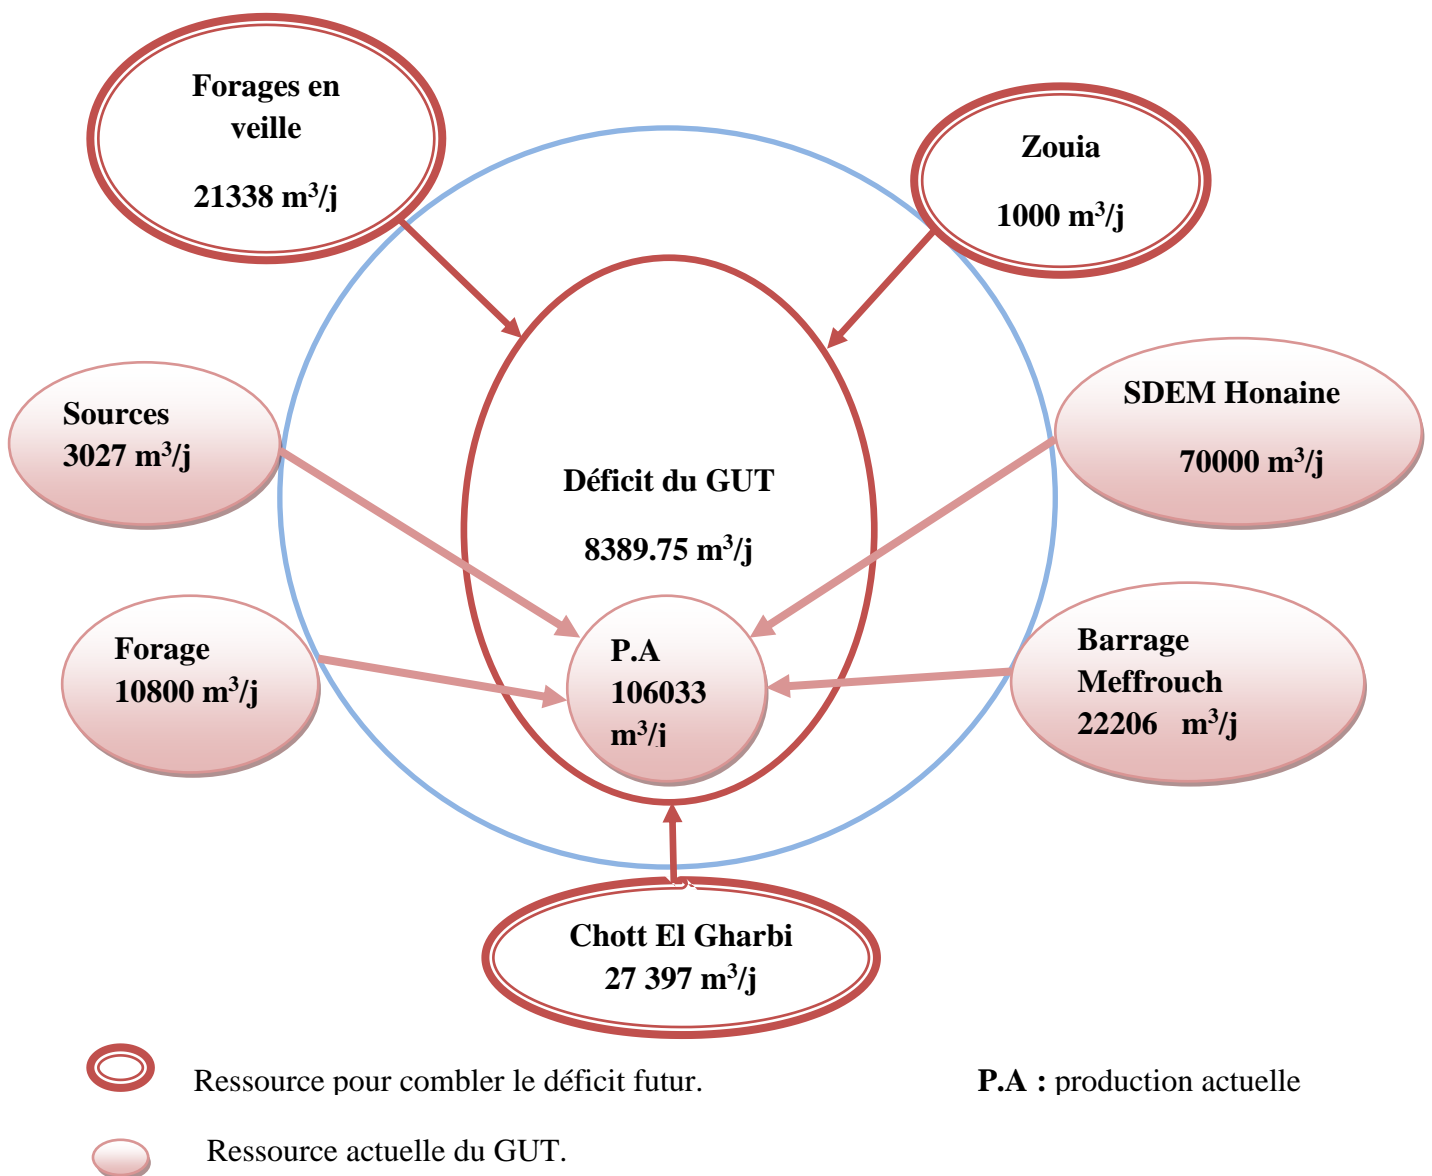 Forages en
veille
21338 m³/j
Zouia
1000 m³/j
Sources
3027 m³/j
SDEM Honaine
70000 m³/j
Déficit du GUT
8389.75 m³/j
Forage
10800 m³/j
P.A
106033
m³/j
Barrage
Meffrouch
22206 m³/j
Chott El Gharbi
27 397 m³/j
Ressource pour combler le déficit futur.
P.A : production actuelle
Ressource actuelle du GUT.